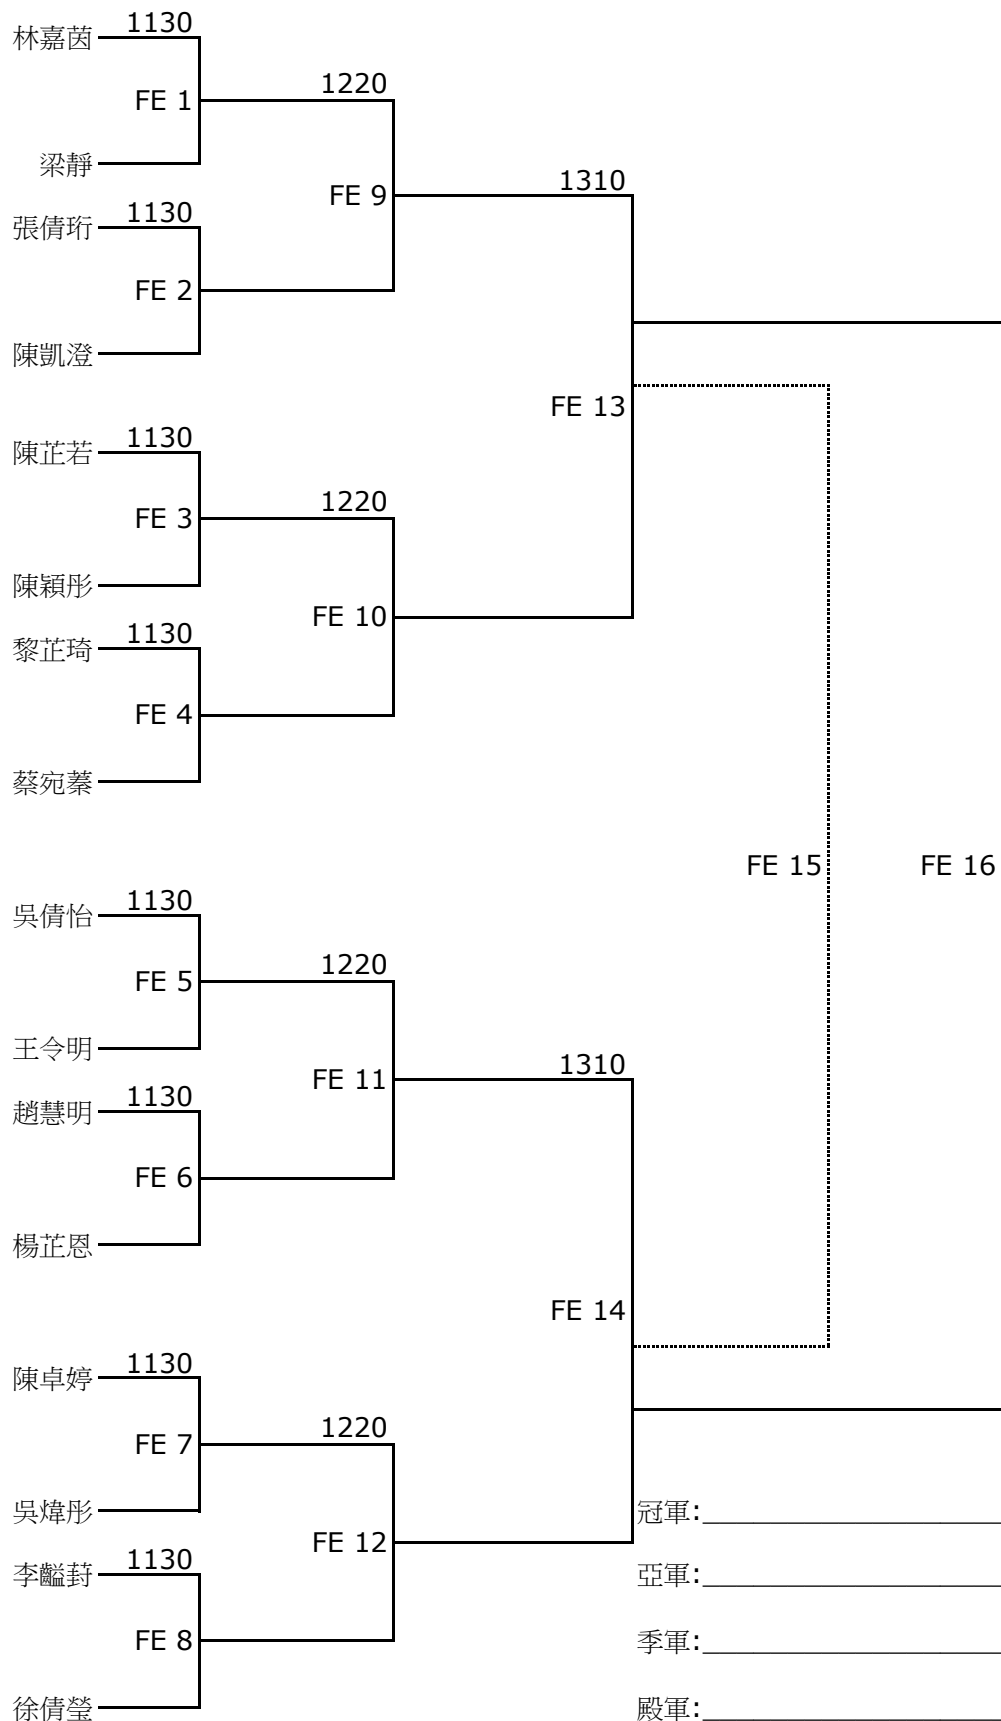 林嘉茵 1130
FE 1 1220
梁靜
FE 9 1310
張倩珩 1130
FE 2
陳凱澄
FE 13
陳芷若 1130
FE 3 1220
陳穎彤
FE 10
黎芷琦 1130
FE 4
蔡宛蓁
FE 15 FE 16
吳倩怡 1130
FE 5 1220
王令明
FE 11 1310
趙慧明 1130
FE 6
楊芷恩
FE 14
陳卓婷 1130
FE 7 1220
吳煒彤
冠軍:
FE 12
李齸葑 1130
亞軍:
FE 8
季軍:
徐倩瑩
殿軍: